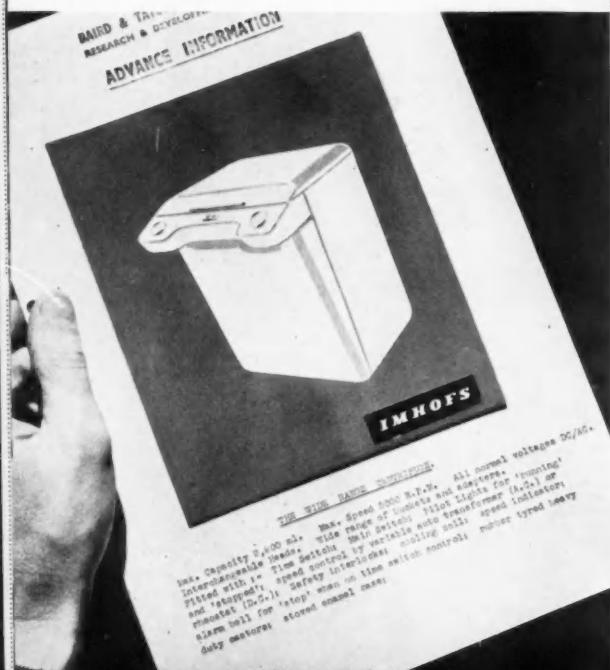 BAIRD & TAT
RESEARCH & DEVELOPM
ADVANCE INFORMATION
IMHOFS
THE WIDE RANGE CENTRIFUGE.
Max. Capacity 2,600 ml. Max. Speed 5000 R.P.M. All normal voltages DC/AC.
Interchangeable Heads. Wide range of buckets and adapters.
Fitted with :- Time Switch; Main Switch; Pilot Lights for 'running'
and 'stopped'; speed control by variable auto transformer (A.C.) or
rheostat (D.C.); Safety interlocks; cooling coil; speed indicator;
alarm bell for 'stop' when on time switch control; rubber tyred heavy
duty castors; stoved enamel case;